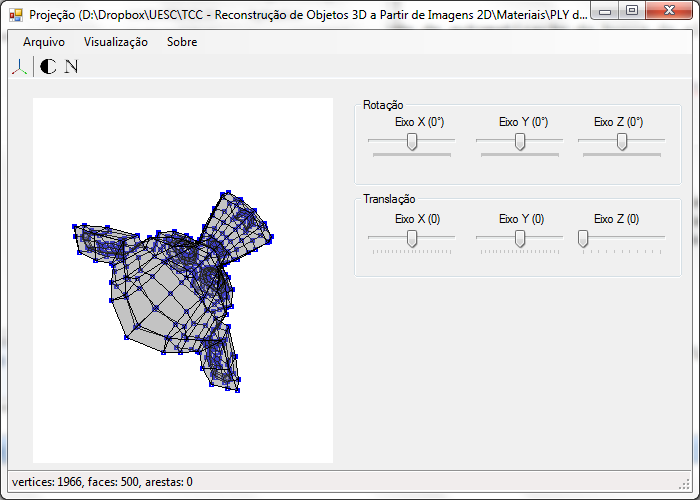 Projeção (D:\Dropbox\UESC\TCC - Reconstrução de Objetos 3D a Partir de Imagens 2D\Materiais\PLY d...
Arquivo Visualização Sobre
N
Rotação
Eixo X (0°) Eixo Y (0°) Eixo Z (0°)
Translação
Eixo X (0) Eixo Y (0) Eixo Z (0)
vertices: 1966, faces: 500, arestas: 0